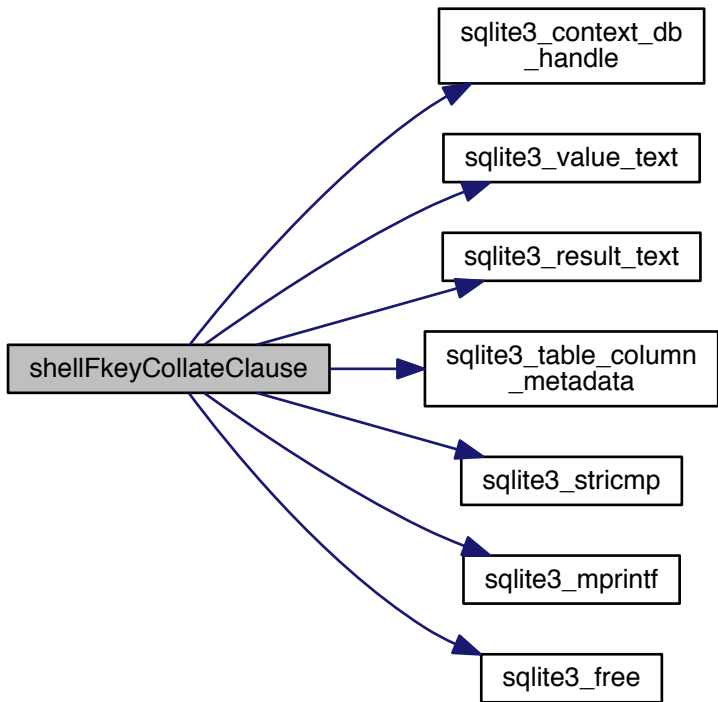 shellFkeyCollateClause
sqlite3_context_db
_handle
sqlite3_value_text
sqlite3_result_text
sqlite3_table_column
_metadata
sqlite3_stricmp
sqlite3_mprintf
sqlite3_free